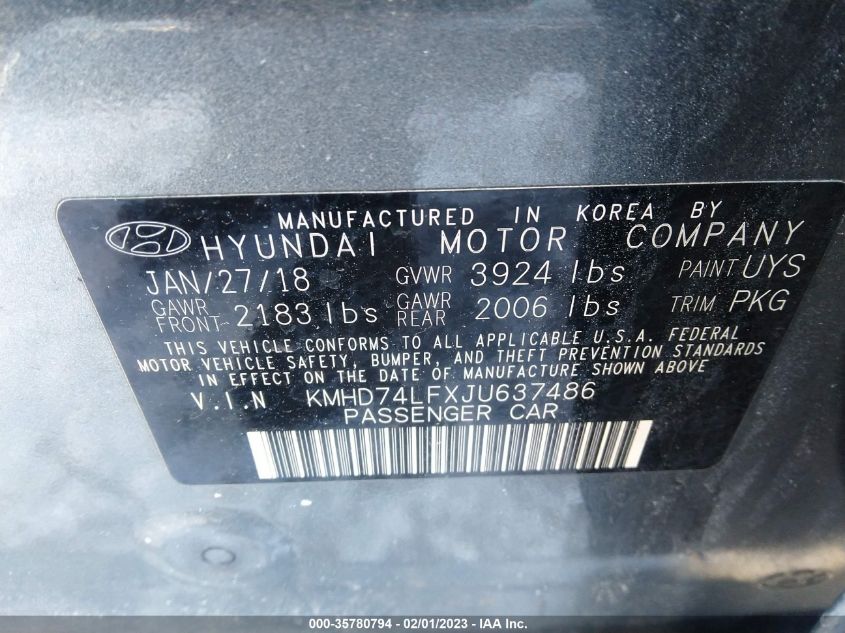 MANUFACTURED IN KOREA BY
HYUNDAI MOTOR COMPANY
JAN/27/18 GVWR 3924 lbs PAINT UYS
GAWR FRONT 2183 lbs GAWR REAR 2006 lbs TRIM PKG
THIS VEHICLE CONFORMS TO ALL APPLICABLE U.S.A. FEDERAL
MOTOR VEHICLE SAFETY, BUMPER, AND THEFT PREVENTION STANDARDS
IN EFFECT ON THE DATE OF MANUFACTURE SHOWN ABOVE
V.I.N KMHD74LFXJU637486
PASSENGER CAR
000-35780794 - 02/01/2023 - IAA Inc.